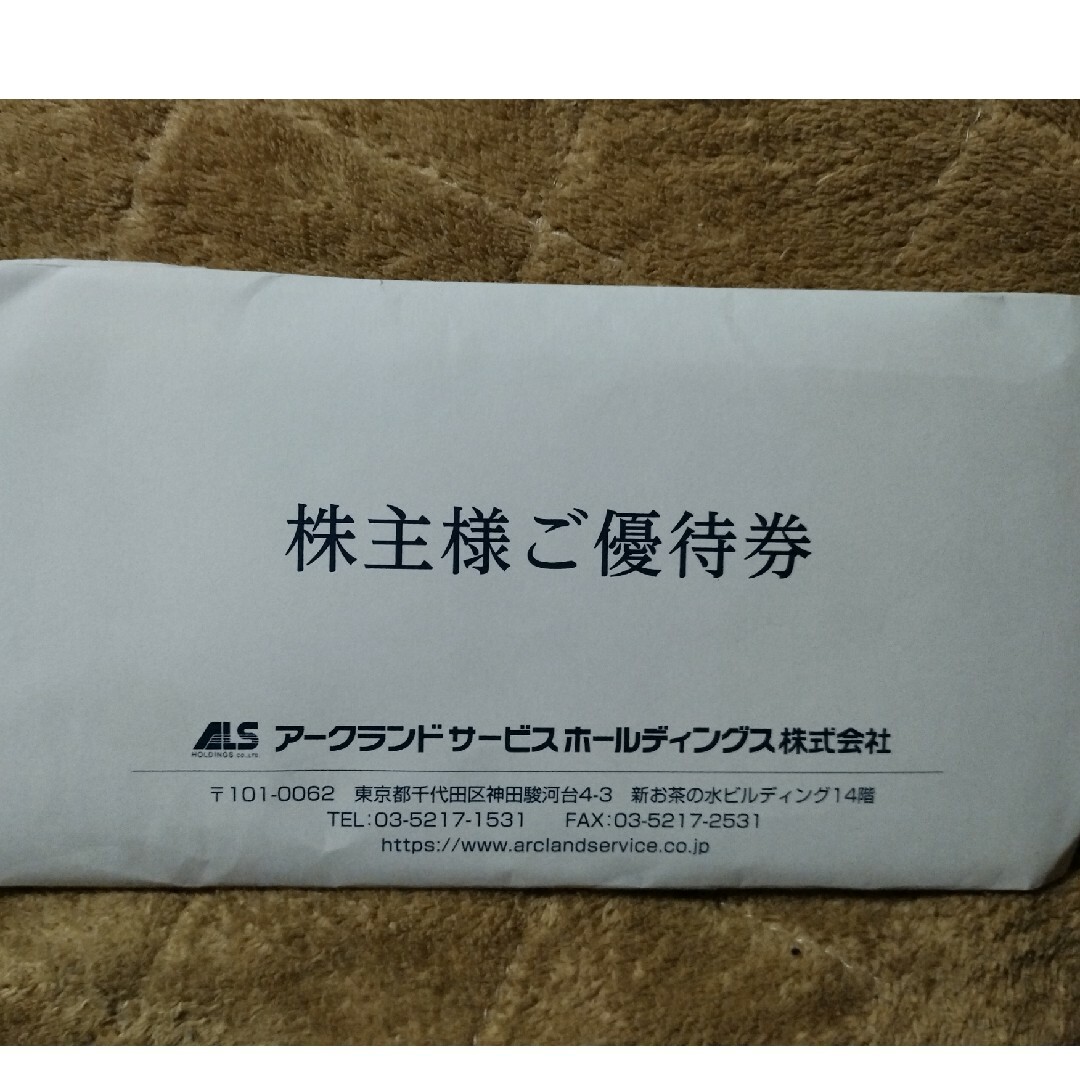 株主様ご優待券
ALS アークランドサービスホールディングス株式会社
HOLDINGS CO.,LTD.
〒101-0062 東京都千代田区神田駿河台4-3 新お茶の水ビルディング14階
TEL:03-5217-1531 FAX:03-5217-2531
https://www.arclandservice.co.jp